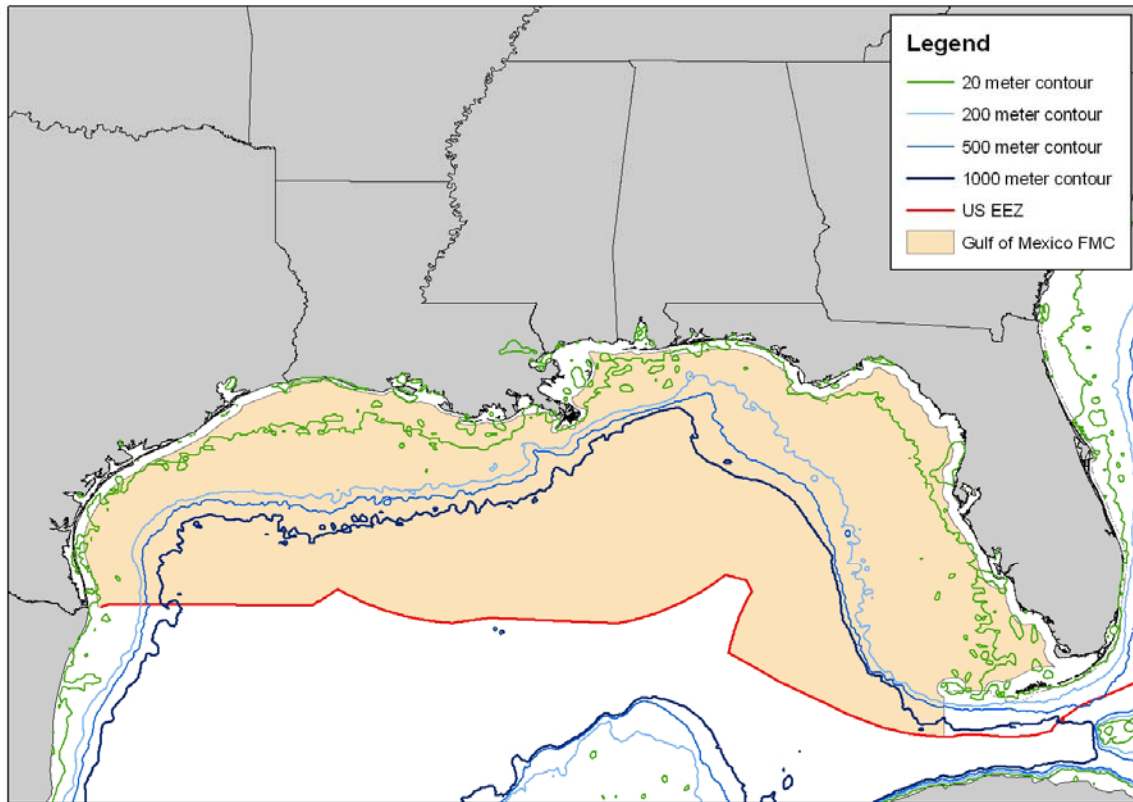 Legend
20 meter contour
200 meter contour
500 meter contour
1000 meter contour
US EEZ
Gulf of Mexico FMC